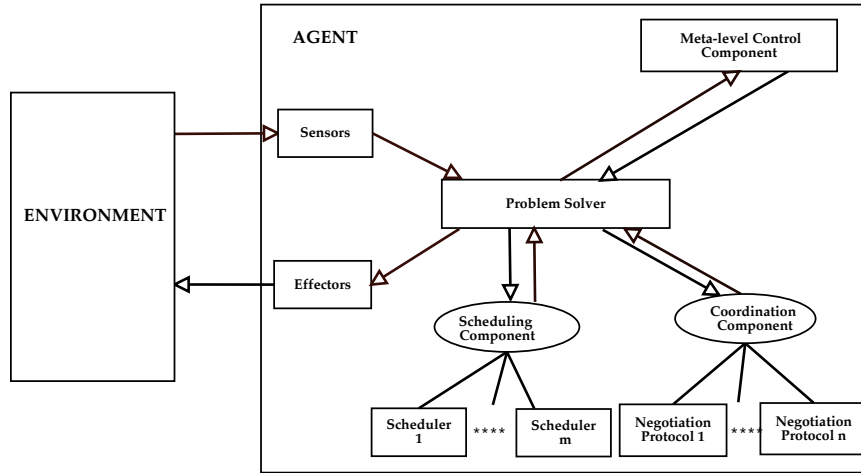 AGENT
Meta-level Control
Component
Sensors
ENVIRONMENT
Problem Solver
Effectors
Scheduling
Component
Coordination
Component
Scheduler
1
****
Scheduler
m
Negotiation
Protocol 1
****
Negotiation
Protocol n